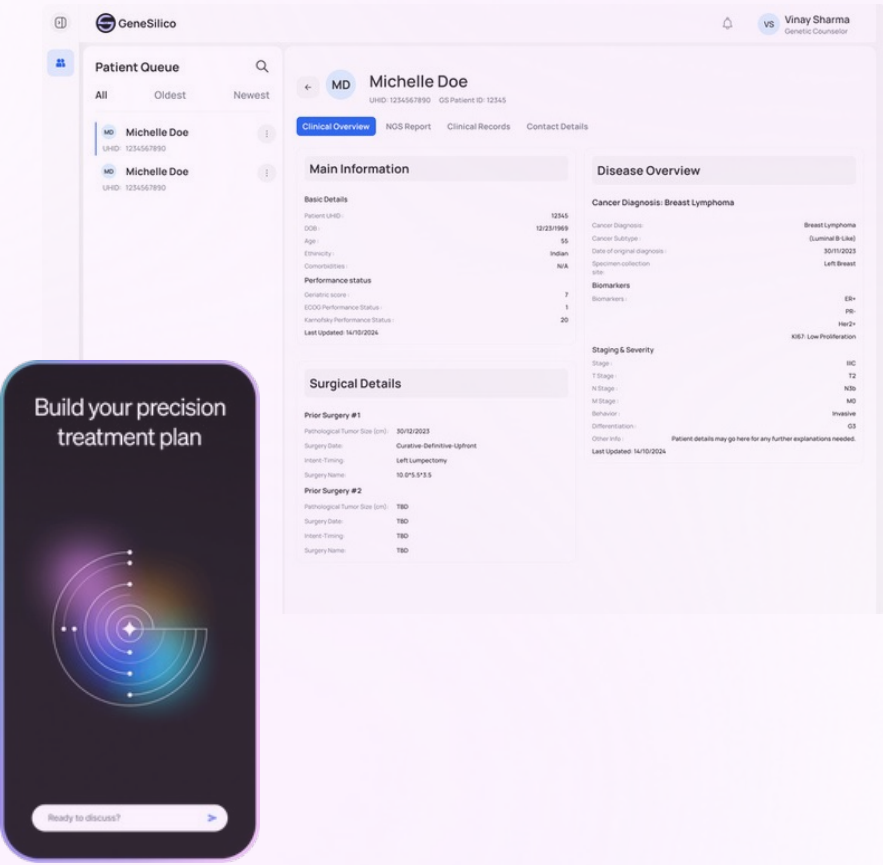 GeneSilico
VS
Vinay Sharma
Genetic Counselor
Patient Queue
All Oldest Newest
MD Michelle Doe
UHID: 1234567890
MD Michelle Doe
UHID: 1234567890
MD
Michelle Doe
UHID: 1234567890 GS Patient ID: 12345
Clinical Overview NGS Report Clinical Records Contact Details
Main Information
Basic Details
Patient UHID : 12345
DOB : 12/23/1969
Age : 55
Ethinicity : Indian
Comorbidities : N/A
Performance status
Geriatric score : 7
ECOG Performance Status : 1
Karnofsky Performance Status : 20
Last Updated: 14/10/2024
Surgical Details
Prior Surgery #1
Pathological Tumor Size (cm): 30/12/2023
Surgery Date: Curative-Definitive-Upfront
Intent-Timing: Left Lumpectomy
Surgery Name: 10.0*5.5*3.5
Prior Surgery #2
Pathological Tumor Size (cm): TBD
Surgery Date: TBD
Intent-Timing: TBD
Surgery Name: TBD
Disease Overview
Cancer Diagnosis: Breast Lymphoma
Cancer Diagnosis : Breast Lymphoma
Cancer Subtype : (Luminal B-Like)
Date of original diagnosis : 30/11/2023
Specimen collection Left Breast
site:
Biomarkers
Biomarkers : ER+
PR-
Her2+
KI67: Low Proliferation
Staging & Severity
Stage : IIIC
T Stage : T2
N Stage : N3b
M Stage : M0
Behavior : Invasive
Differentiation : G3
Other Info : Patient details may go here for any further explanations needed.
Last Updated: 14/10/2024
Build your precision
treatment plan
Ready to discuss?